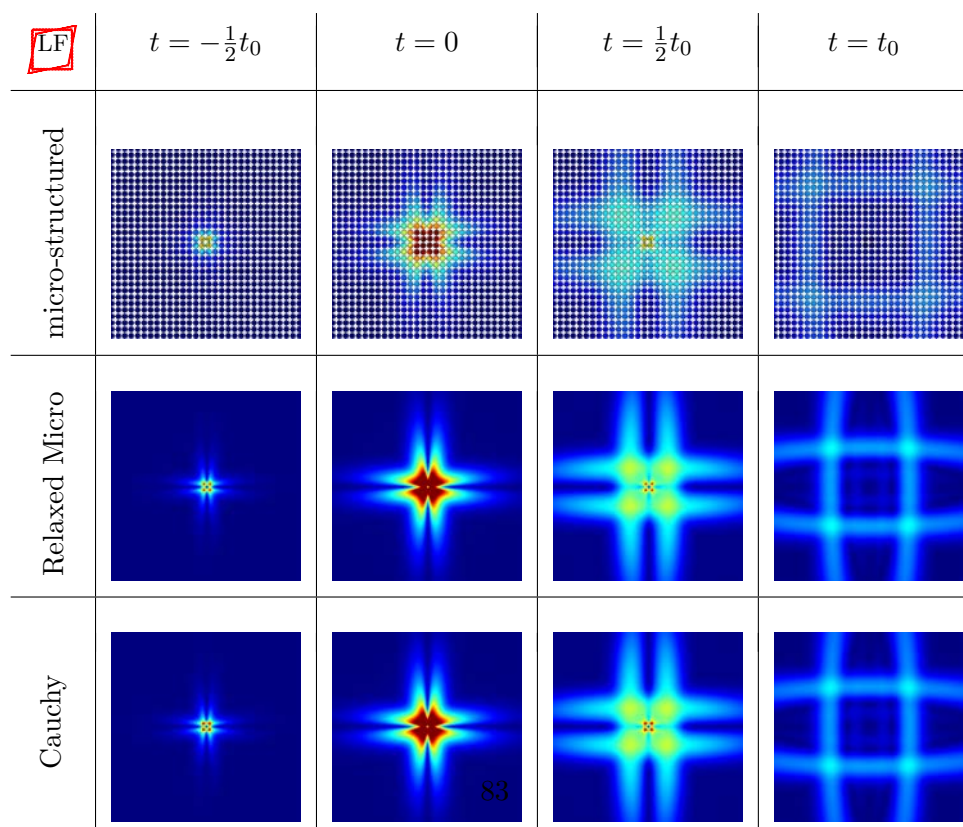 LF t = −½t₀ t = 0 t = ½t₀ t = t₀
micro-structured
Relaxed Micro
Cauchy
83